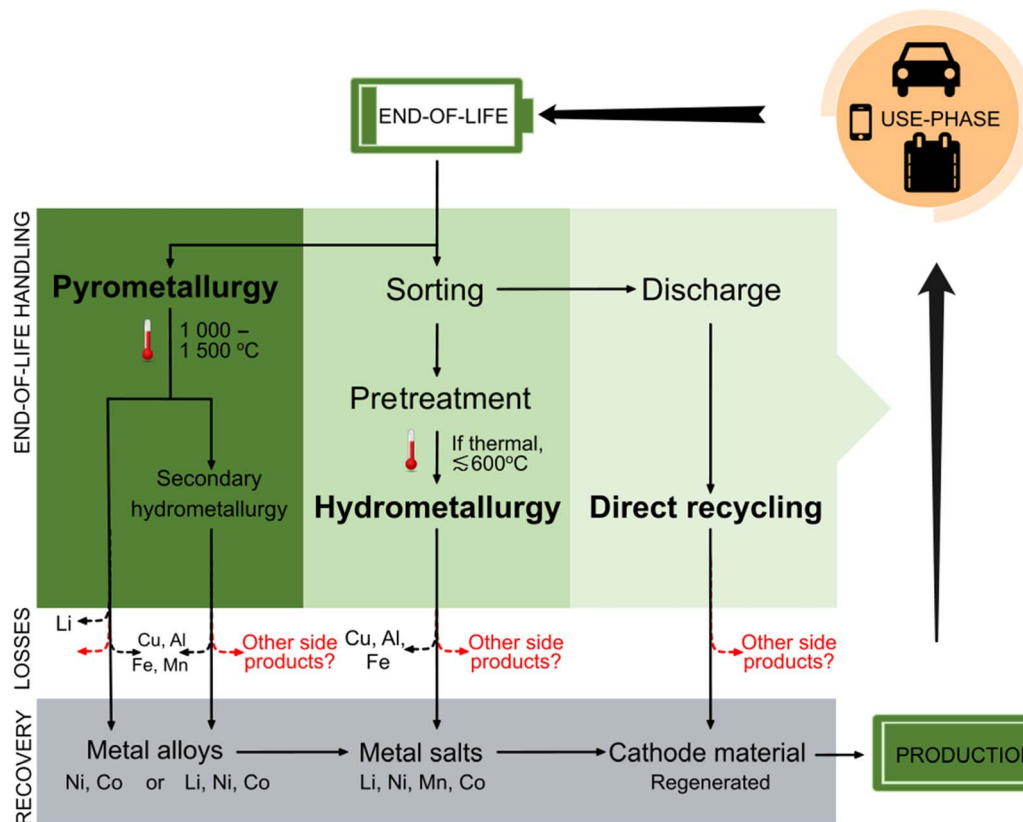 END-OF-LIFE
USE-PHASE
END-OF-LIFE HANDLING
Pyrometallurgy
1 000 –
1 500 ºC
Secondary
hydrometallurgy
Sorting
Pretreatment
If thermal,
≲600ºC
Hydrometallurgy
Discharge
Direct recycling
LOSSES
Li
Cu, Al
Fe, Mn
Other side
products?
Cu, Al,
Fe
Other side
products?
Other side
products?
RECOVERY
Metal alloys
Ni, Co or Li, Ni, Co
Metal salts
Li, Ni, Mn, Co
Cathode material
Regenerated
PRODUCTION